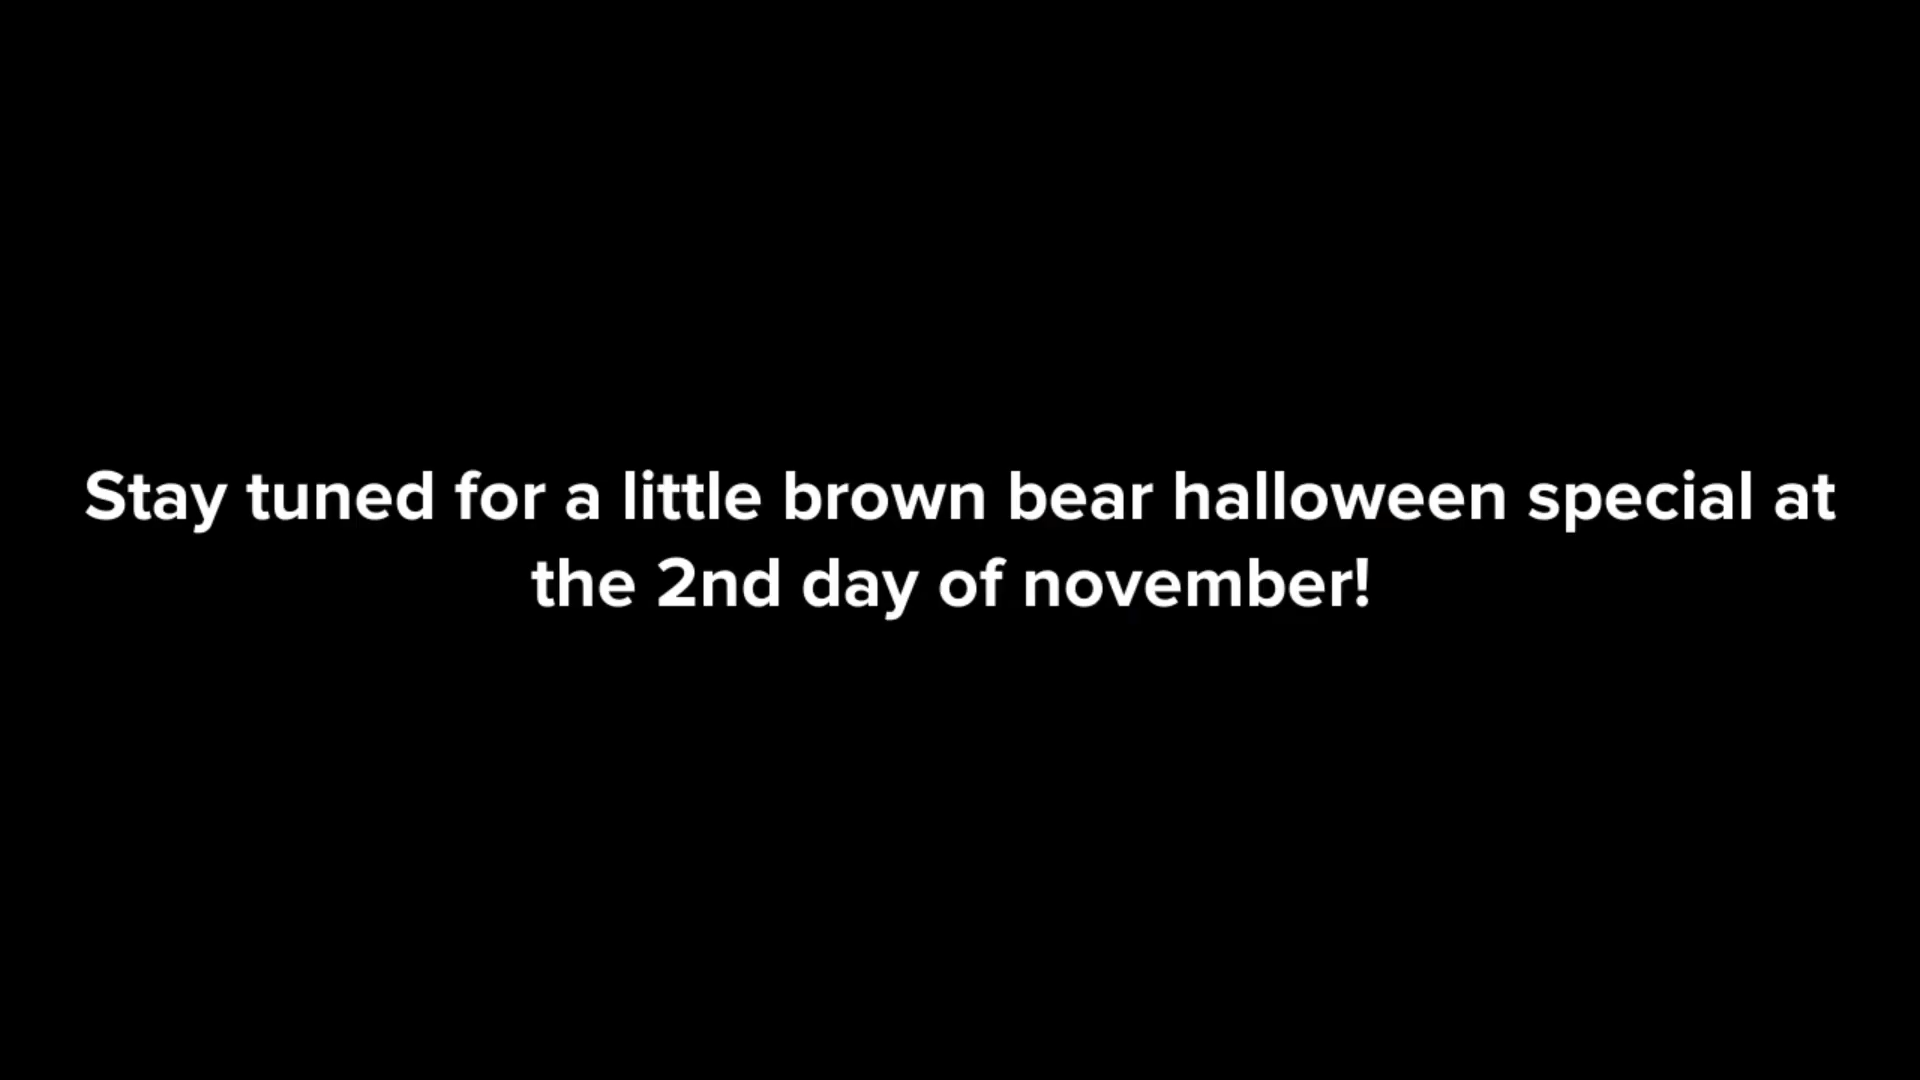 Stay tuned for a little brown bear halloween special at
the 2nd day of november!